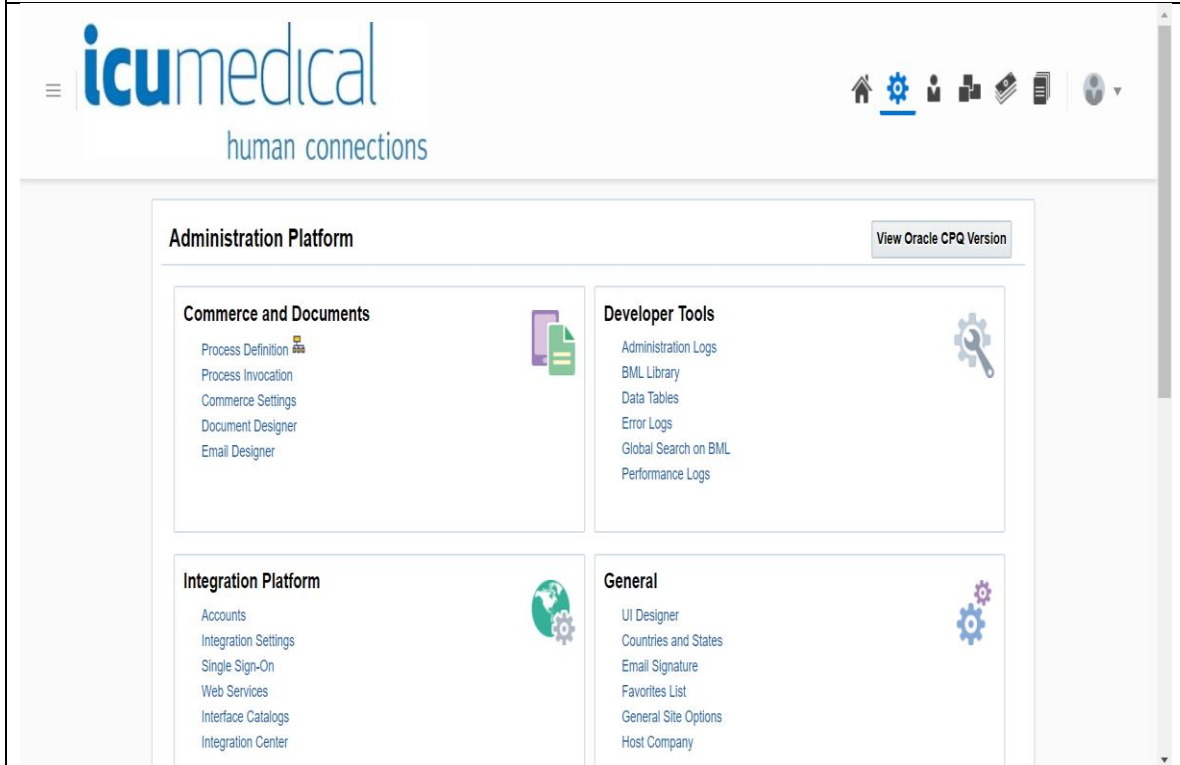 icumedical
human connections
Administration Platform
View Oracle CPQ Version
Commerce and Documents
Process Definition
Process Invocation
Commerce Settings
Document Designer
Email Designer
Developer Tools
Administration Logs
BML Library
Data Tables
Error Logs
Global Search on BML
Performance Logs
Integration Platform
Accounts
Integration Settings
Single Sign-On
Web Services
Interface Catalogs
Integration Center
General
UI Designer
Countries and States
Email Signature
Favorites List
General Site Options
Host Company